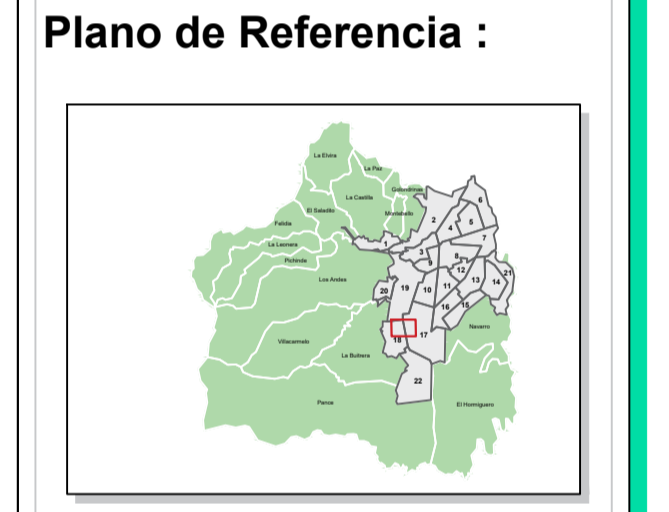 Plano de Referencia :
La Elvira
La Paz
Golondrinas
La Castilla
6
El Saladito
Montebello
2
5
Felidia
4
7
La Leonera
1
3
8
Pichinde
9
12
21
Los Andes
11
13
14
20
19
10
16
15
Navarro
17
18
Villacarmelo
La Buitrera
22
Pance
El Hormiguero